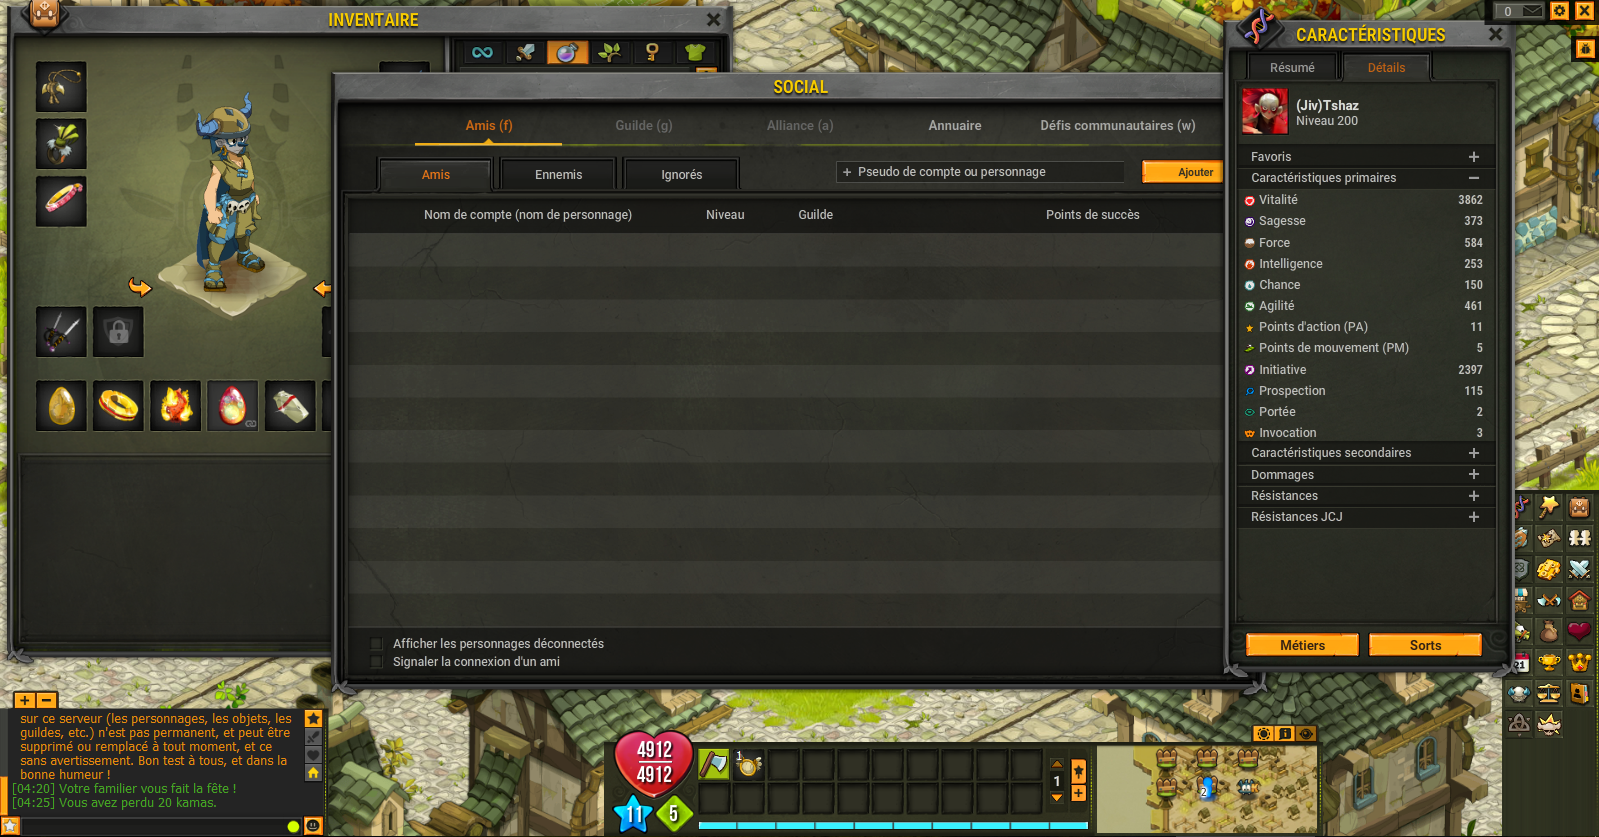 INVENTAIRE
SOCIAL
Amis (f)
Guilde (g)
Alliance (a)
Annuaire
Défis communautaires (w)
Amis
Ennemis
Ignorés
+ Pseudo de compte ou personnage
Ajouter
Nom de compte (nom de personnage)
Niveau
Guilde
Points de succès
Afficher les personnages déconnectés
Signaler la connexion d'un ami
0
CARACTÉRISTIQUES
Résumé
Détails
(Jiv)Tshaz
Niveau 200
Favoris +
Caractéristiques primaires −
Vitalité 3862
Sagesse 373
Force 584
Intelligence 253
Chance 150
Agilité 461
Points d'action (PA) 11
Points de mouvement (PM) 5
Initiative 2397
Prospection 115
Portée 2
Invocation 3
Caractéristiques secondaires +
Dommages +
Résistances +
Résistances JCJ +
Métiers
Sorts
21
sur ce serveur (les personnages, les objets, les
guildes, etc.) n'est pas permanent, et peut être
supprimé ou remplacé à tout moment, et ce
sans avertissement. Bon test à tous, et dans la
bonne humeur !
[04:20] Votre familier vous fait la fête !
[04:25] Vous avez perdu 20 kamas.
4912
4912
11
5
1
1
2